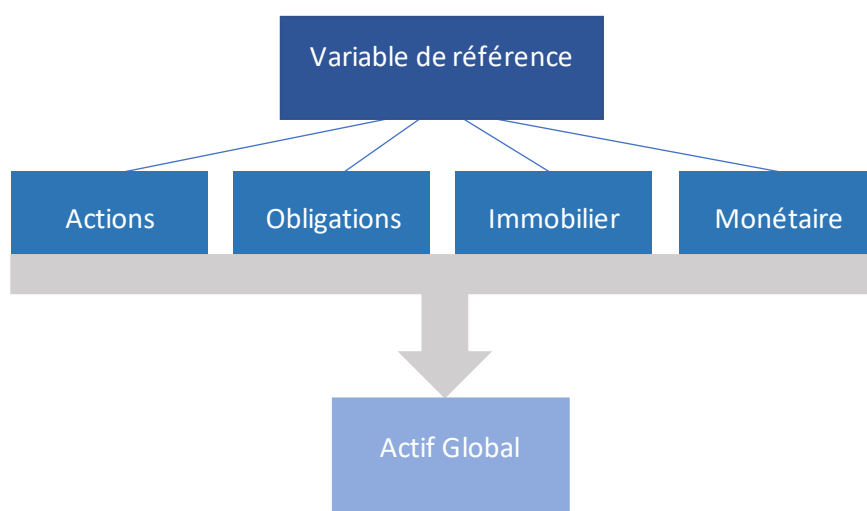 Variable de référence
Actions
Obligations
Immobilier
Monétaire
Actif Global